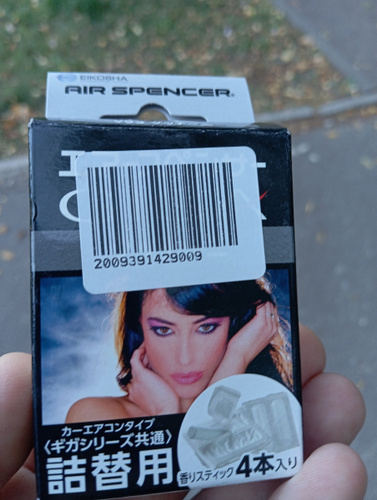 EIKOSHA
AIR SPENCER®
2009391429009
カーエアコンタイプ
〈ギガシリーズ共通〉
詰替用
香りスティック4本入り